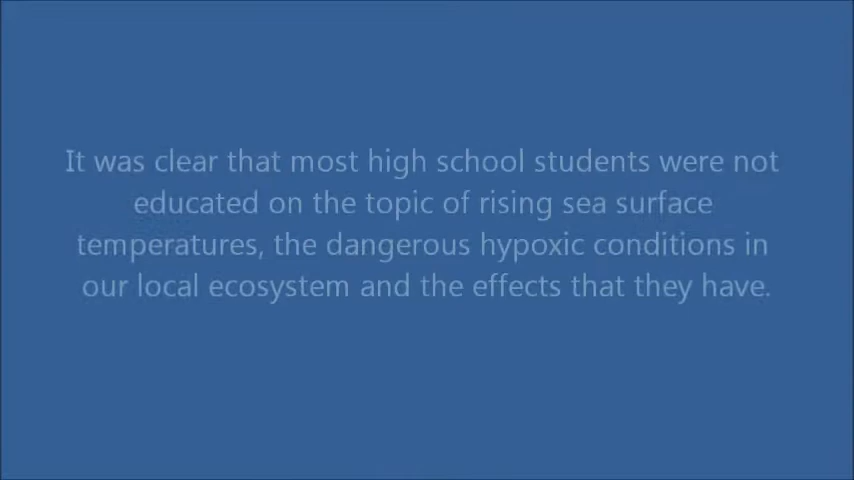 It was clear that most high school students were not
educated on the topic of rising sea surface
temperatures, the dangerous hypoxic conditions in
our local ecosystem and the effects that they have.